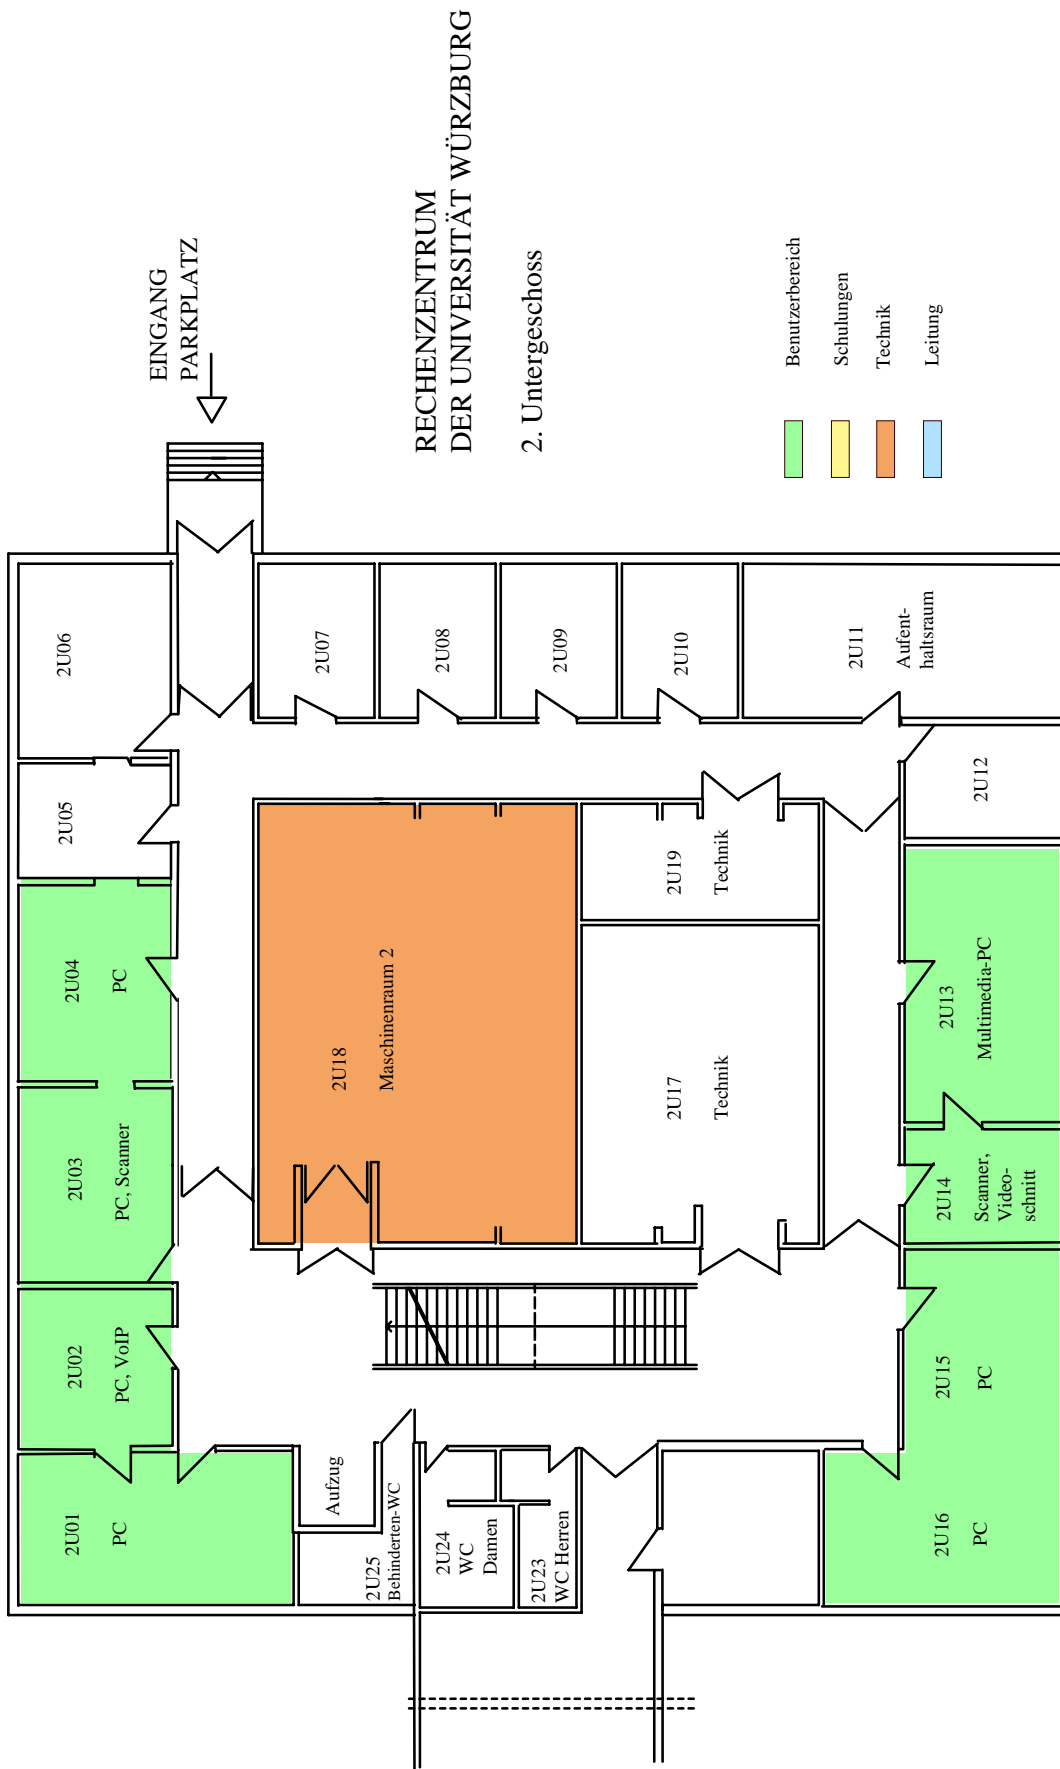 RECHENZENTRUM
DER UNIVERSITÄT WÜRZBURG
2. Untergeschoss
EINGANG
PARKPLATZ
Benutzerbereich
Schulungen
Technik
Leitung
2U01
PC
2U02
PC, VoIP
2U03
PC, Scanner
2U04
PC
2U05
2U06
2U07
2U08
2U09
2U10
2U11
Aufent-
haltsraum
2U12
2U13
Multimedia-PC
2U14
Scanner,
Video-
schnitt
2U15
PC
2U16
PC
2U17
Technik
2U18
Maschinenraum 2
2U19
Technik
Aufzug
2U25
Behinderten-WC
2U24
WC
Damen
2U23
WC Herren